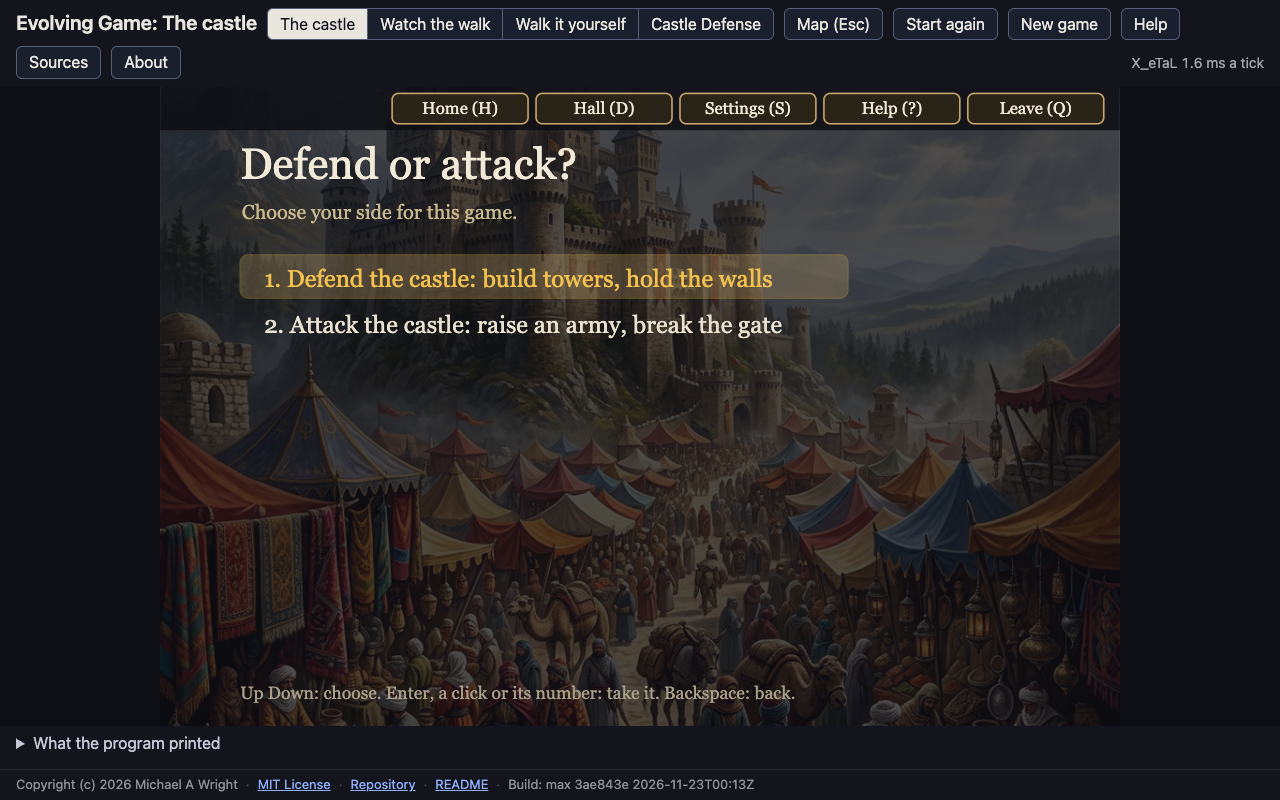 Evolving Game: The castle
The castle
Watch the walk
Walk it yourself
Castle Defense
Map (Esc)
Start again
New game
Help
Sources
About
X_eTaL 1.6 ms a tick
Home (H)
Hall (D)
Settings (S)
Help (?)
Leave (Q)
Defend or attack?
Choose your side for this game.
1. Defend the castle: build towers, hold the walls
2. Attack the castle: raise an army, break the gate
Up Down: choose. Enter, a click or its number: take it. Backspace: back.
What the program printed
Copyright (c) 2026 Michael A Wright · MIT License · Repository · README · Build: max 3ae843e 2026-11-23T00:13Z